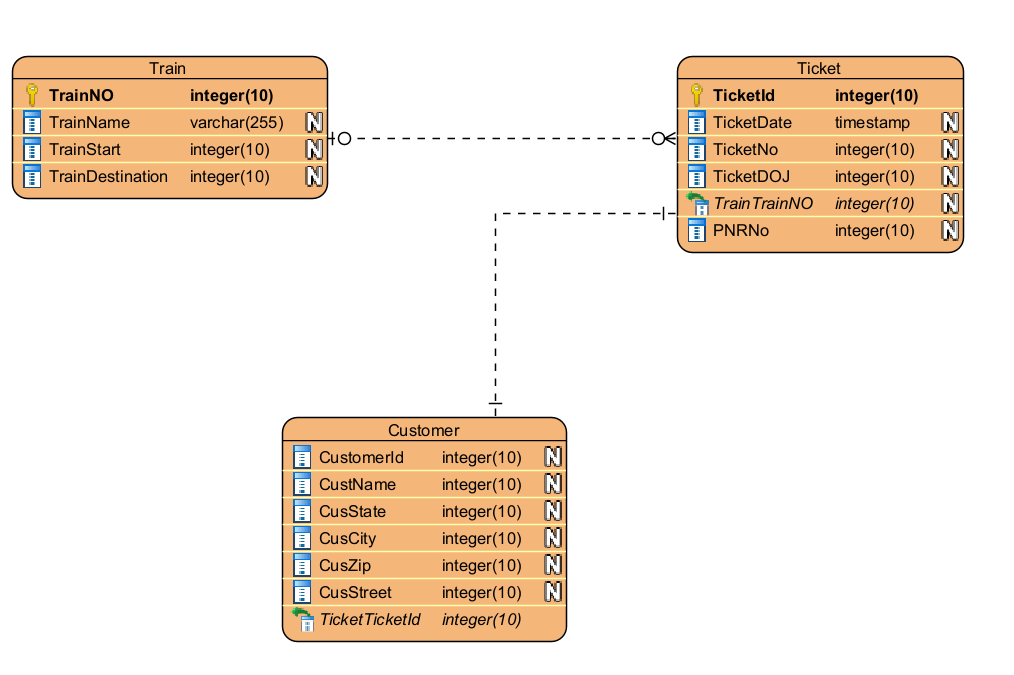 Train
TrainNO integer(10)
TrainName varchar(255) N
TrainStart integer(10) N
TrainDestination integer(10) N
Ticket
TicketId integer(10)
TicketDate timestamp N
TicketNo integer(10) N
TicketDOJ integer(10) N
TrainTrainNO integer(10) N
PNRNo integer(10) N
Customer
CustomerId integer(10) N
CustName integer(10) N
CusState integer(10) N
CusCity integer(10) N
CusZip integer(10) N
CusStreet integer(10) N
TicketTicketId integer(10)